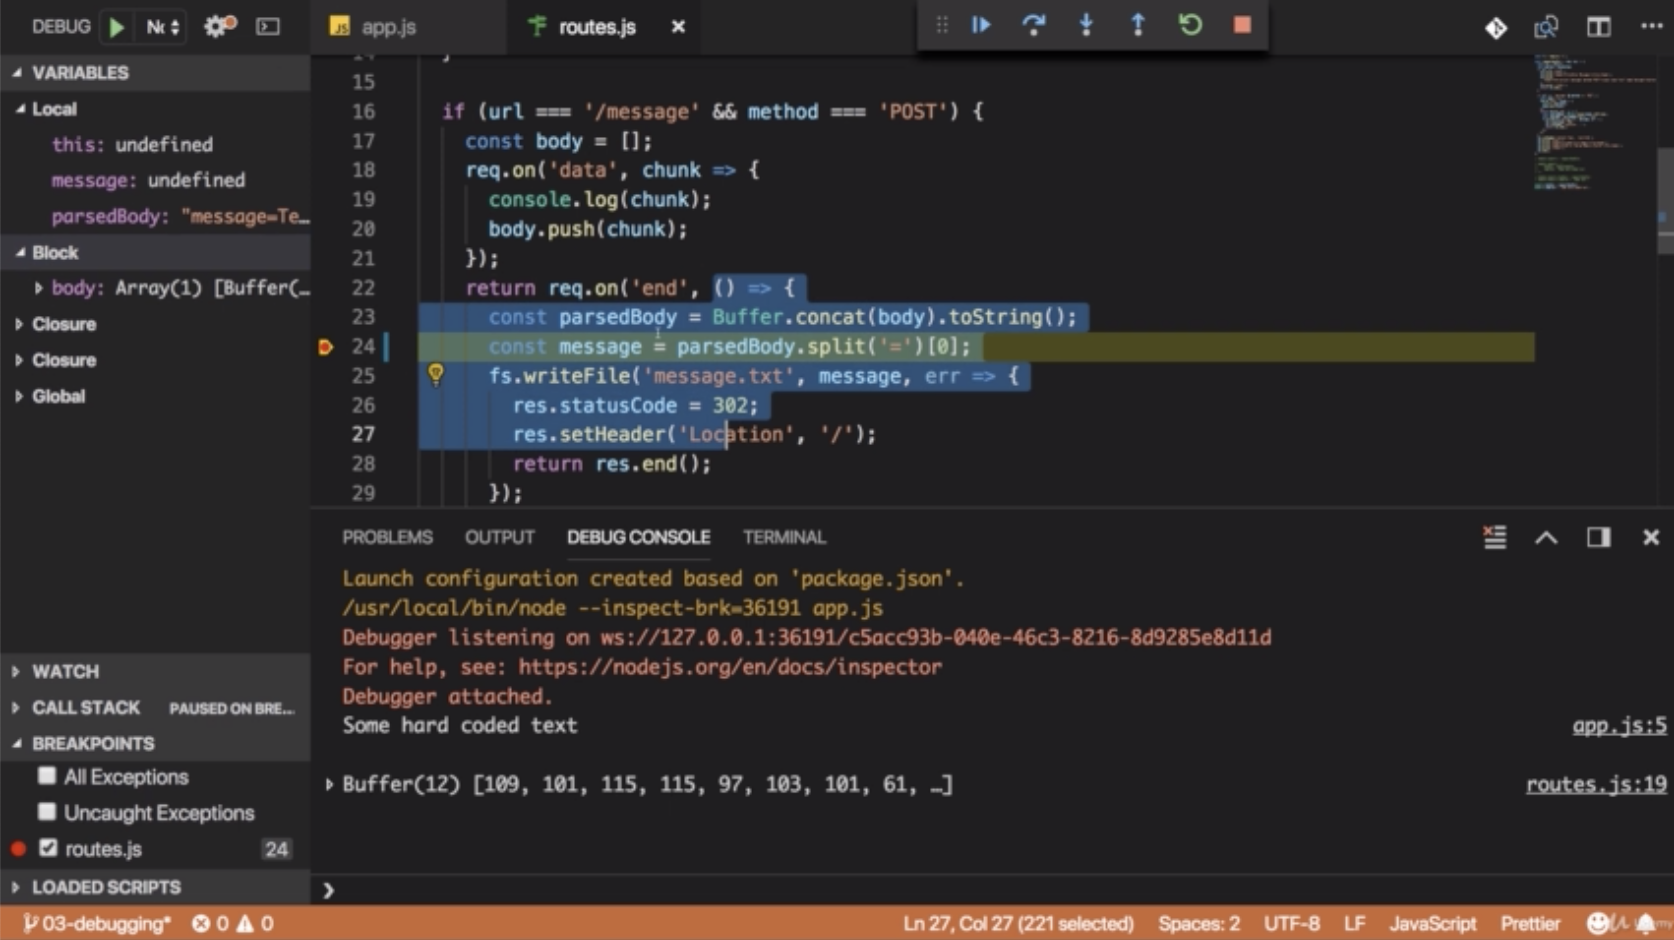 DEBUG
JS app.js
routes.js
VARIABLES
Local
this: undefined
message: undefined
parsedBody: "message=Te…
Block
body: Array(1) [Buffer(…
Closure
Closure
Global
WATCH
CALL STACK PAUSED ON BRE…
BREAKPOINTS
All Exceptions
Uncaught Exceptions
routes.js 24
LOADED SCRIPTS
15
16 if (url === '/message' && method === 'POST') {
17 const body = [];
18 req.on('data', chunk => {
19 console.log(chunk);
20 body.push(chunk);
21 });
22 return req.on('end', () => {
23 const parsedBody = Buffer.concat(body).toString();
24 const message = parsedBody.split('=')[0];
25 fs.writeFile('message.txt', message, err => {
26 res.statusCode = 302;
27 res.setHeader('Location', '/');
28 return res.end();
29 });
PROBLEMS OUTPUT DEBUG CONSOLE TERMINAL
Launch configuration created based on 'package.json'.
/usr/local/bin/node --inspect-brk=36191 app.js
Debugger listening on ws://127.0.0.1:36191/c5acc93b-040e-46c3-8216-8d9285e8d11d
For help, see: https://nodejs.org/en/docs/inspector
Debugger attached.
Some hard coded text app.js:5
Buffer(12) [109, 101, 115, 115, 97, 103, 101, 61, …] routes.js:19
03-debugging* 0 0 Ln 27, Col 27 (221 selected) Spaces: 2 UTF-8 LF JavaScript Prettier